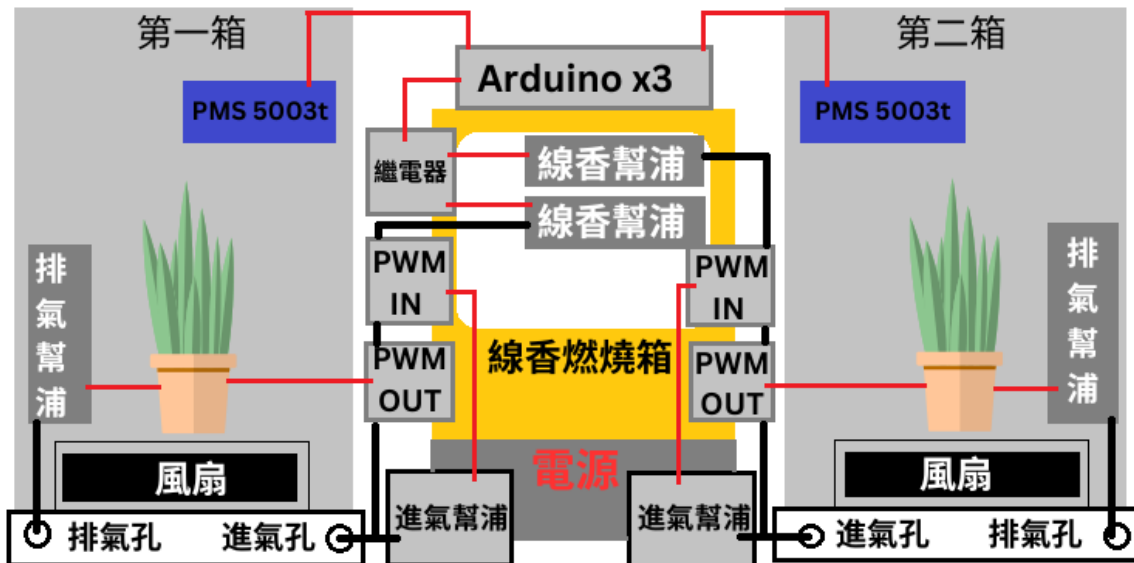 第一箱
第二箱
Arduino x3
PMS 5003t
PMS 5003t
繼電器
線香幫浦
線香幫浦
排氣幫浦
PWM
IN
PWM
IN
排氣幫浦
PWM
OUT
線香燃燒箱
PWM
OUT
風扇
電源
風扇
排氣孔
進氣孔
進氣幫浦
進氣幫浦
進氣孔
排氣孔